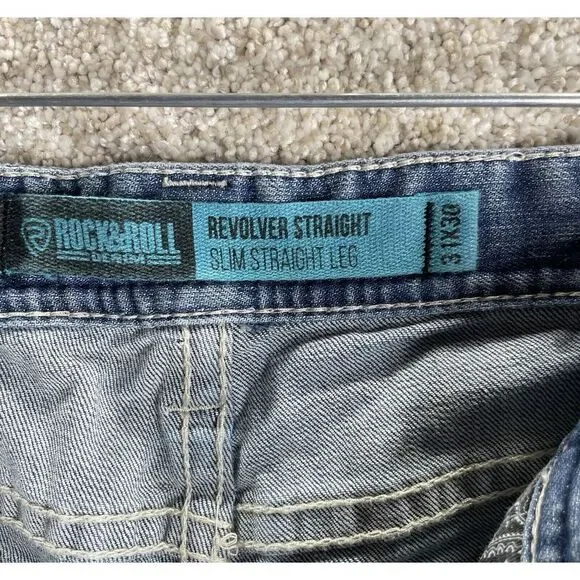 ROCK&ROLL
DENIM
REVOLVER STRAIGHT
SLIM STRAIGHT LEG
31X30